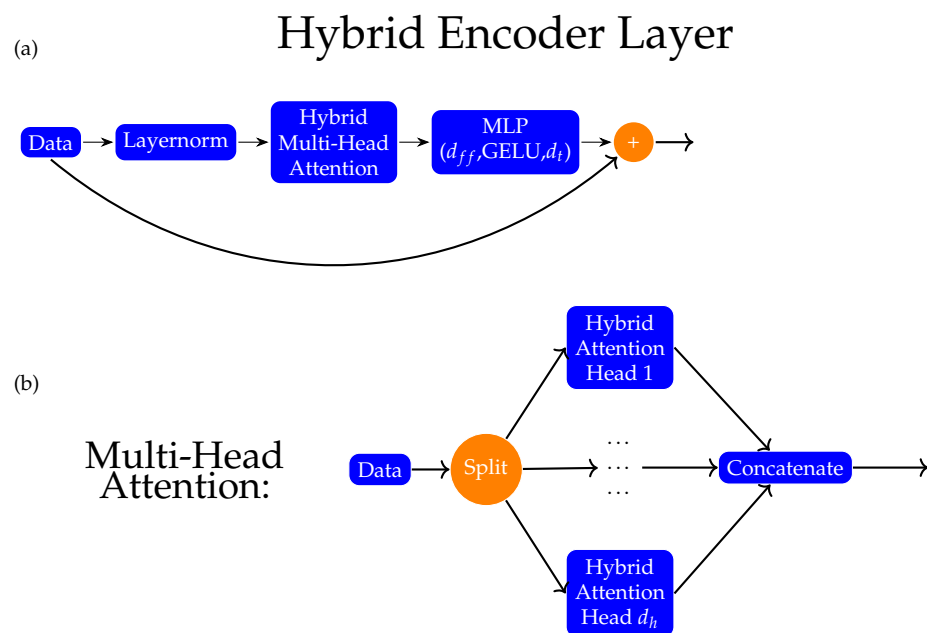 (a)
Hybrid Encoder Layer
Data
Layernorm
Hybrid
Multi-Head
Attention
MLP
(d_{ff},GELU,d_t)
+
(b)
Multi-Head
Attention:
Data
Split
Hybrid
Attention
Head 1
...
...
...
Hybrid
Attention
Head d_h
Concatenate